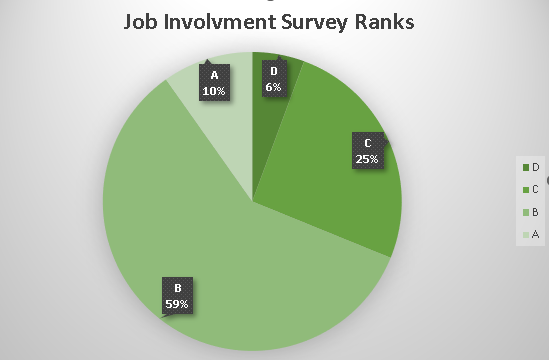 Job Involvment Survey Ranks
A
10%
D
6%
C
25%
B
59%
D
C
B
A